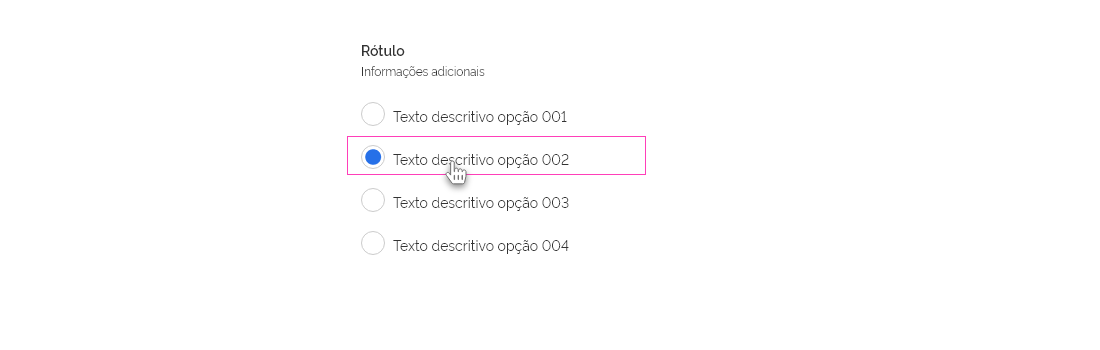 Rótulo
Informações adicionais
Texto descritivo opção 001
Texto descritivo opção 002
Texto descritivo opção 003
Texto descritivo opção 004